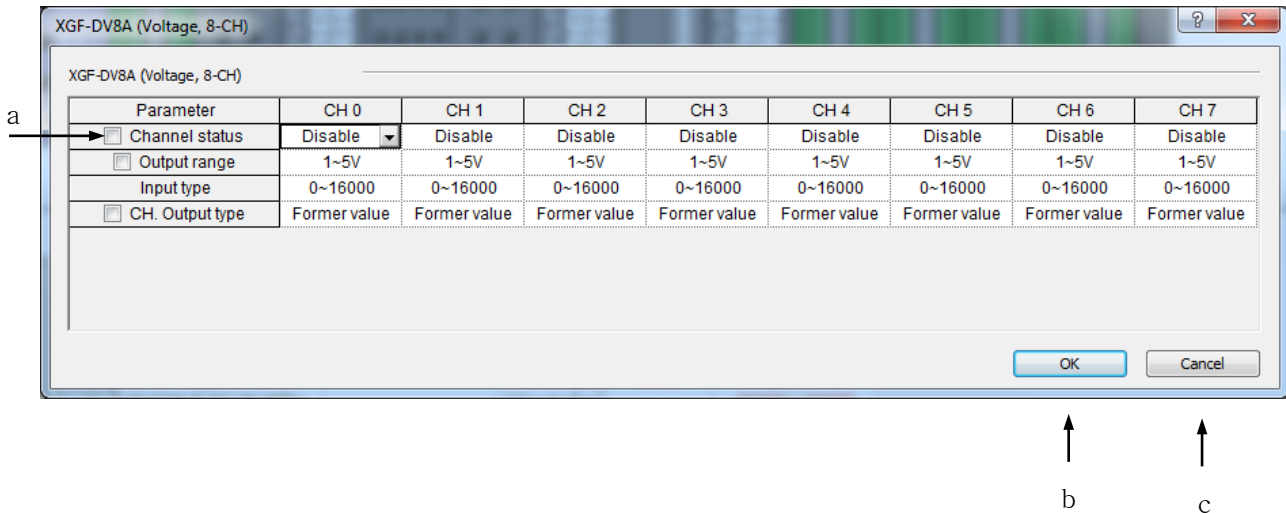 XGF-DV8A (Voltage, 8-CH)
?
X
XGF-DV8A (Voltage, 8-CH)
Parameter CH 0 CH 1 CH 2 CH 3 CH 4 CH 5 CH 6 CH 7
a
Channel status Disable Disable Disable Disable Disable Disable Disable Disable
Output range 1~5V 1~5V 1~5V 1~5V 1~5V 1~5V 1~5V 1~5V
Input type 0~16000 0~16000 0~16000 0~16000 0~16000 0~16000 0~16000 0~16000
CH. Output type Former value Former value Former value Former value Former value Former value Former value Former value
OK Cancel
b c